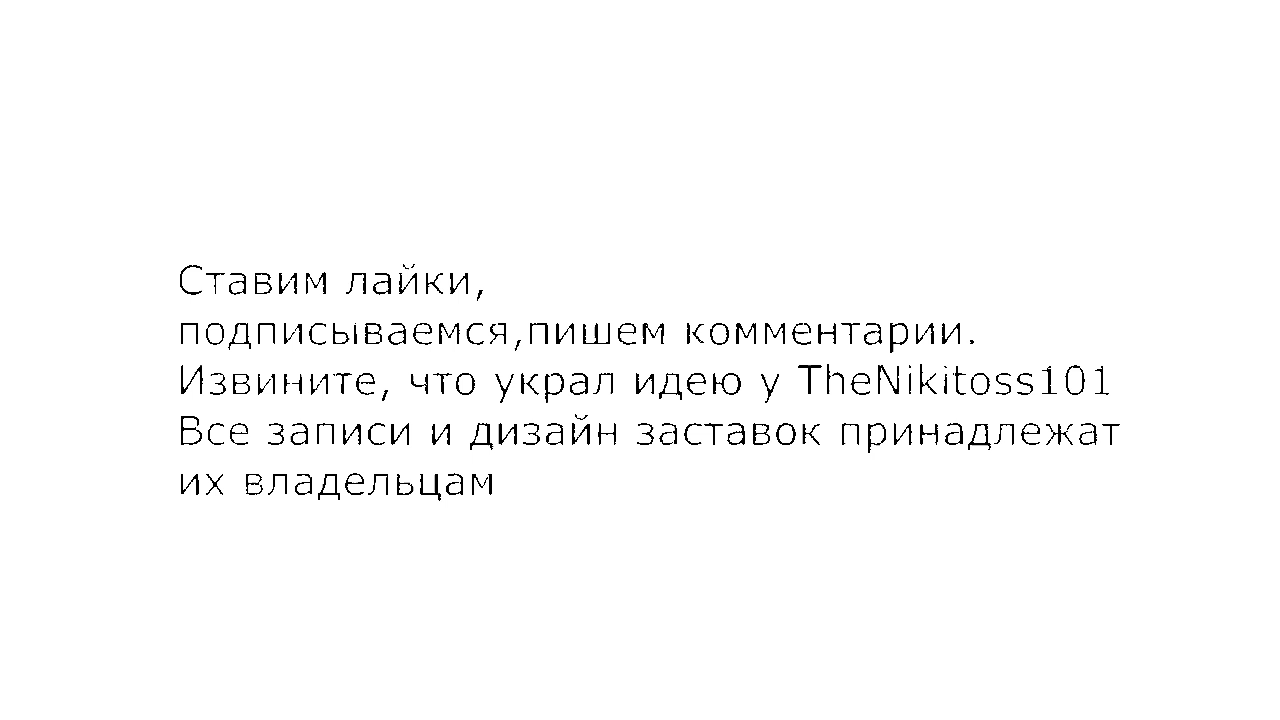 Ставим лайки,
подписываемся,пишем комментарии.
Извините, что украл идею у TheNikitoss101
Все записи и дизайн заставок принадлежат
их владельцам